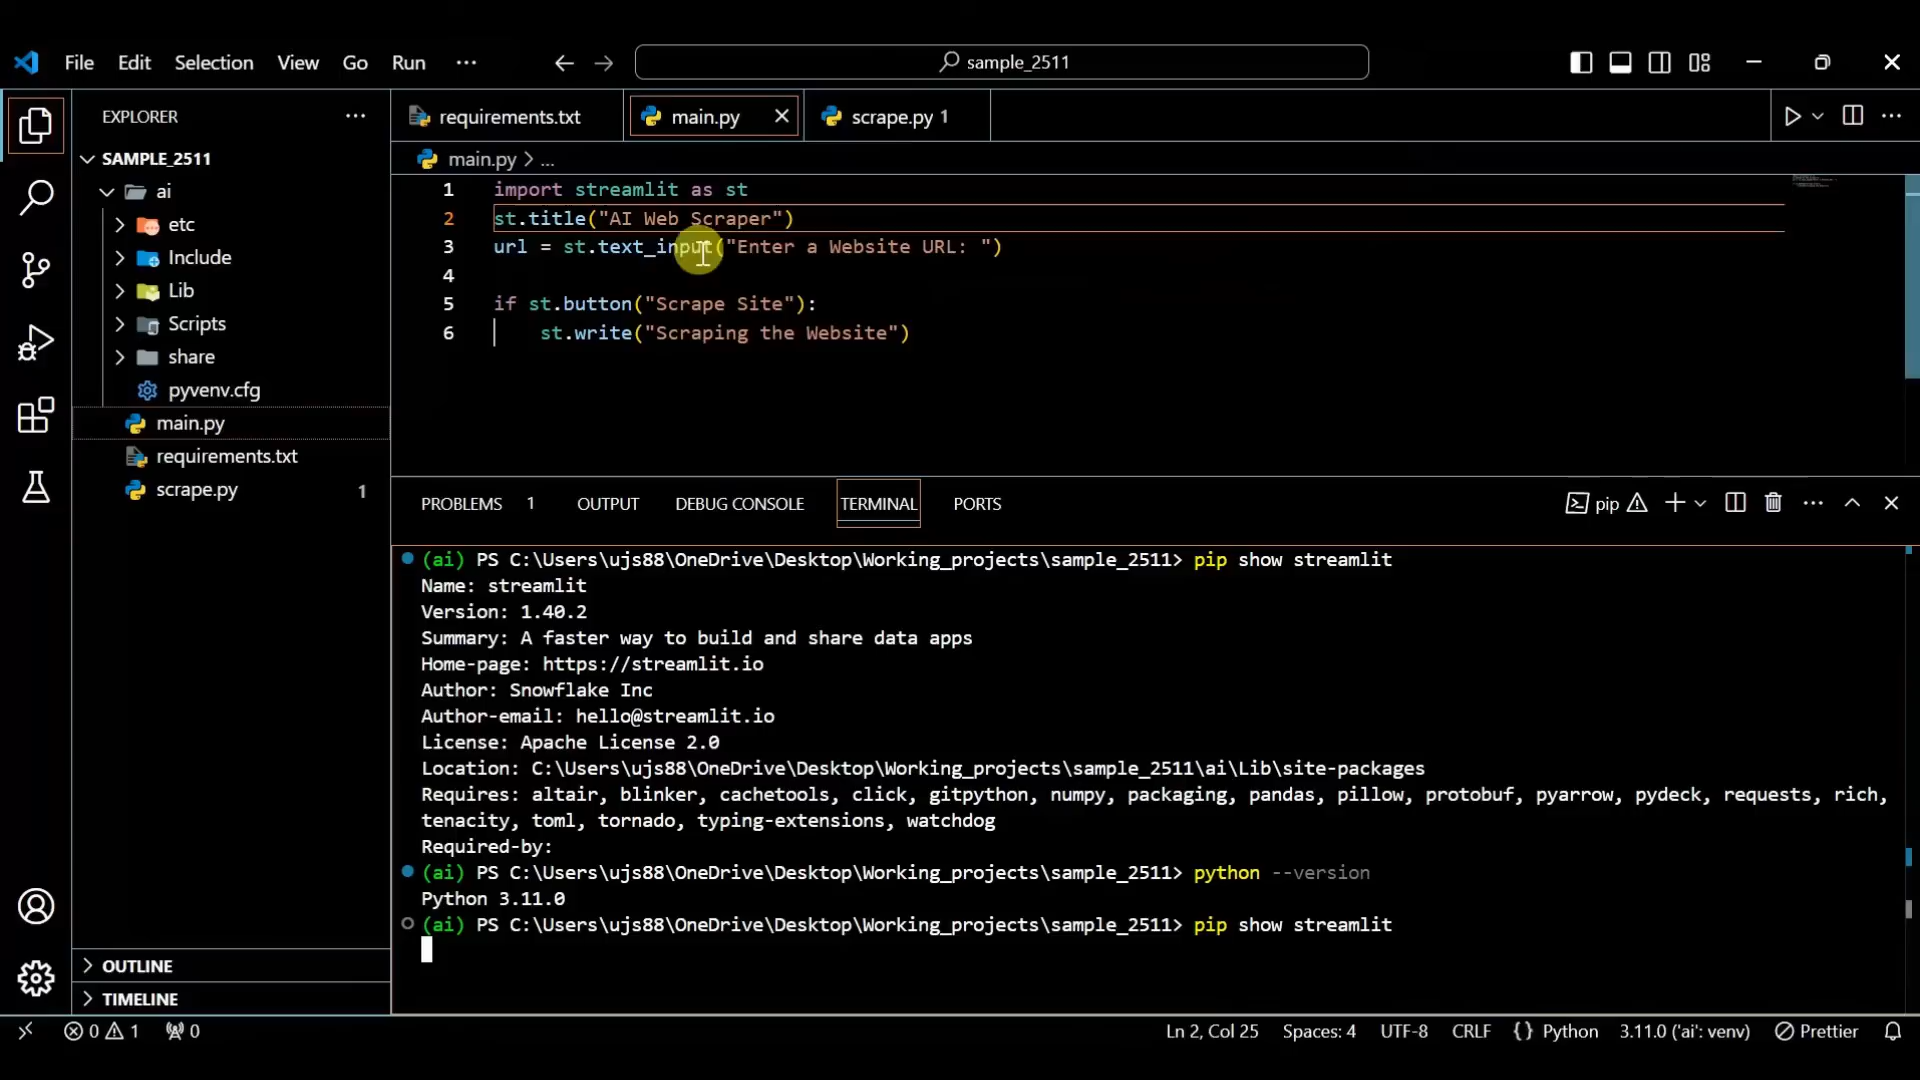 File Edit Selection View Go Run ...
sample_2511
EXPLORER ...
SAMPLE_2511
ai
etc
Include
Lib
Scripts
share
pyvenv.cfg
main.py
requirements.txt
scrape.py 1
OUTLINE
TIMELINE
requirements.txt main.py scrape.py 1
main.py > ...
1 import streamlit as st
2 st.title("AI Web Scraper")
3 url = st.text_input("Enter a Website URL: ")
4
5 if st.button("Scrape Site"):
6 st.write("Scraping the Website")
PROBLEMS 1 OUTPUT DEBUG CONSOLE TERMINAL PORTS
pip
(ai) PS C:\Users\ujs88\OneDrive\Desktop\Working_projects\sample_2511> pip show streamlit
Name: streamlit
Version: 1.40.2
Summary: A faster way to build and share data apps
Home-page: https://streamlit.io
Author: Snowflake Inc
Author-email: hello@streamlit.io
License: Apache License 2.0
Location: C:\Users\ujs88\OneDrive\Desktop\Working_projects\sample_2511\ai\Lib\site-packages
Requires: altair, blinker, cachetools, click, gitpython, numpy, packaging, pandas, pillow, protobuf, pyarrow, pydeck, requests, rich,
tenacity, toml, tornado, typing-extensions, watchdog
Required-by:
(ai) PS C:\Users\ujs88\OneDrive\Desktop\Working_projects\sample_2511> python --version
Python 3.11.0
(ai) PS C:\Users\ujs88\OneDrive\Desktop\Working_projects\sample_2511> pip show streamlit
0 1 0 Ln 2, Col 25 Spaces: 4 UTF-8 CRLF {} Python 3.11.0 ('ai': venv) Prettier